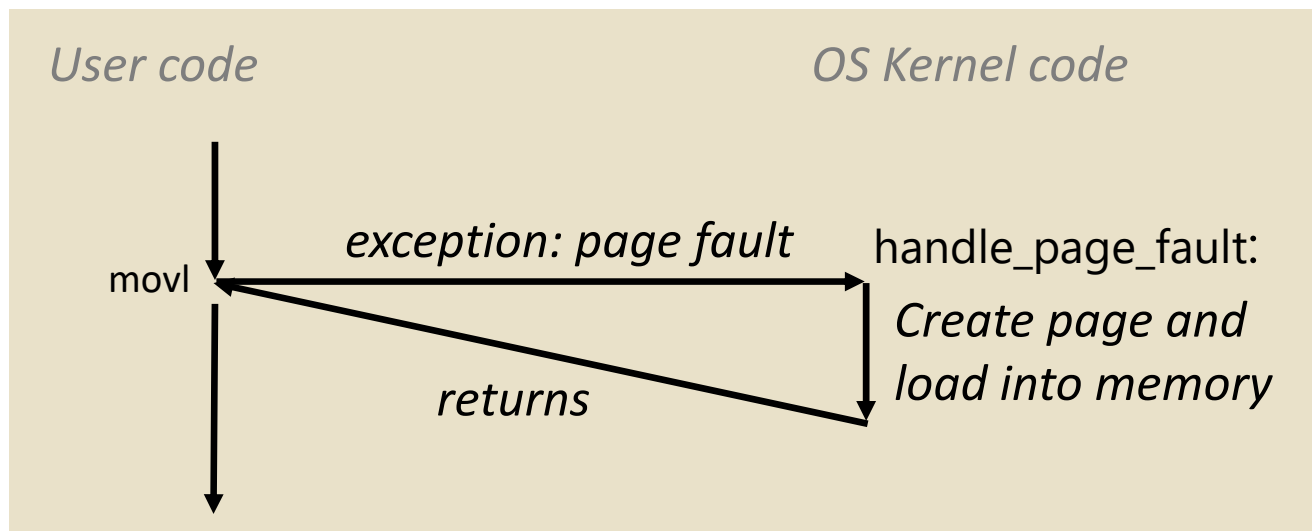 User code
OS Kernel code
exception: page fault
handle_page_fault:
movl
Create page and
load into memory
returns